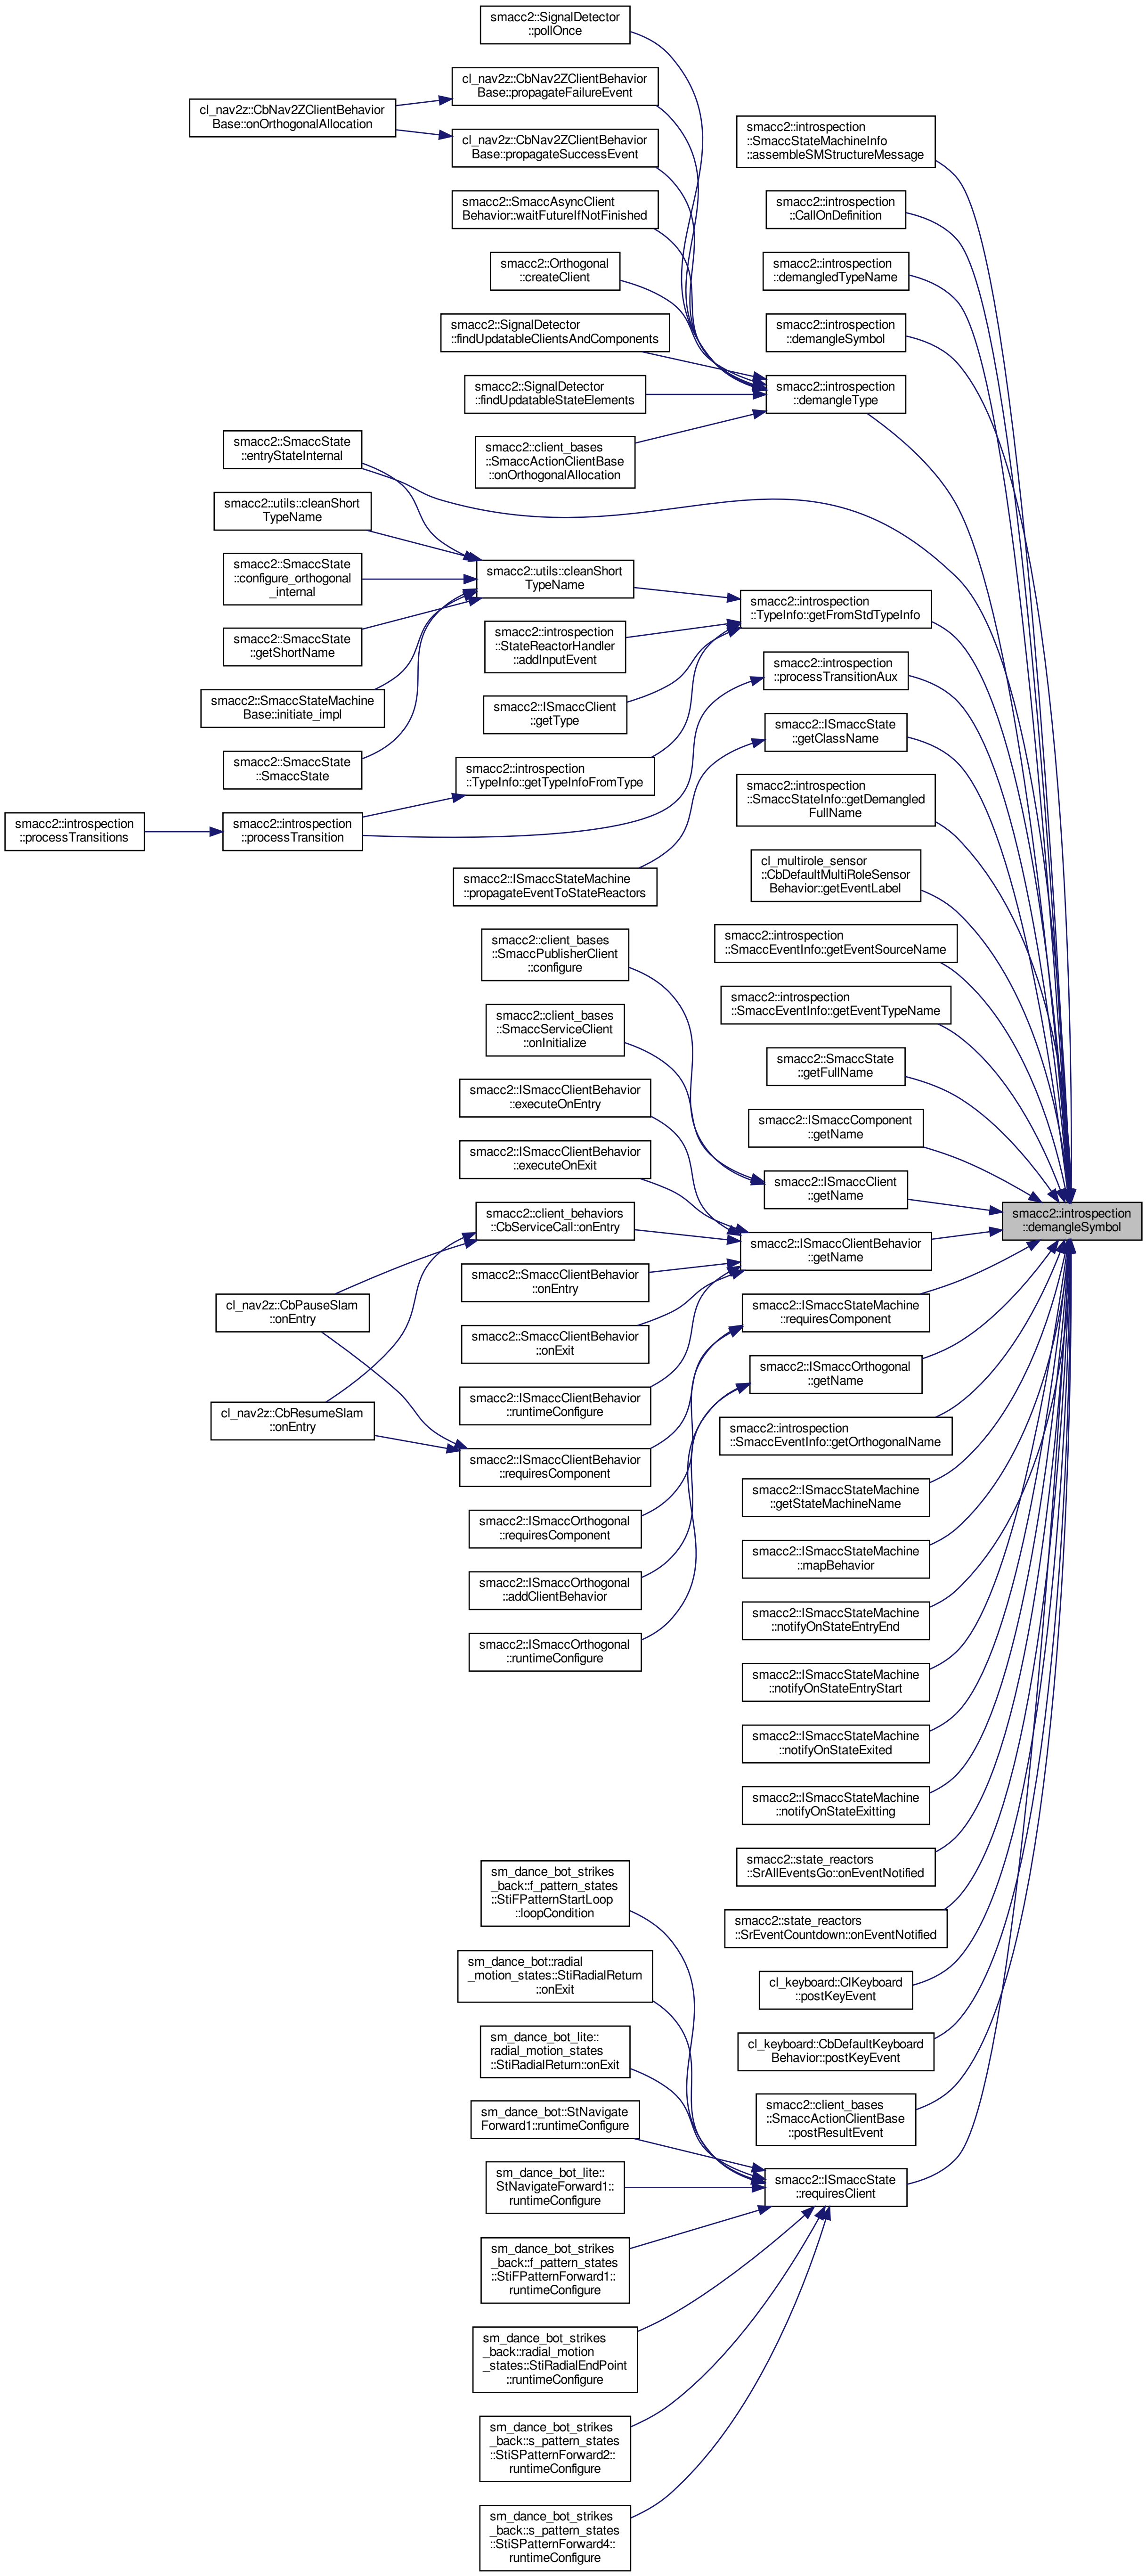 smacc2::SignalDetector
::pollOnce
cl_nav2z::CbNav2ZClientBehavior
Base::propagateFailureEvent
cl_nav2z::CbNav2ZClientBehavior
Base::onOrthogonalAllocation
smacc2::introspection
::SmaccStateMachineInfo
::assembleSMStructureMessage
cl_nav2z::CbNav2ZClientBehavior
Base::propagateSuccessEvent
smacc2::SmaccAsyncClient
Behavior::waitFutureIfNotFinished
smacc2::introspection
::CallOnDefinition
smacc2::Orthogonal
::createClient
smacc2::introspection
::demangledTypeName
smacc2::SignalDetector
::findUpdatableClientsAndComponents
smacc2::introspection
::demangleSymbol
smacc2::SignalDetector
::findUpdatableStateElements
smacc2::introspection
::demangleType
smacc2::SmaccState
::entryStateInternal
smacc2::client_bases
::SmaccActionClientBase
::onOrthogonalAllocation
smacc2::utils::cleanShort
TypeName
smacc2::SmaccState
::configure_orthogonal
_internal
smacc2::utils::cleanShort
TypeName
smacc2::introspection
::TypeInfo::getFromStdTypeInfo
smacc2::SmaccState
::getShortName
smacc2::introspection
::StateReactorHandler
::addInputEvent
smacc2::introspection
::processTransitionAux
smacc2::SmaccStateMachine
Base::initiate_impl
smacc2::ISmaccClient
::getType
smacc2::ISmaccState
::getClassName
smacc2::SmaccState
::SmaccState
smacc2::introspection
::TypeInfo::getTypeInfoFromType
smacc2::introspection
::SmaccStateInfo::getDemangled
FullName
smacc2::introspection
::processTransitions
smacc2::introspection
::processTransition
smacc2::ISmaccStateMachine
::propagateEventToStateReactors
cl_multirole_sensor
::CbDefaultMultiRoleSensor
Behavior::getEventLabel
smacc2::client_bases
::SmaccPublisherClient
::configure
smacc2::introspection
::SmaccEventInfo::getEventSourceName
smacc2::client_bases
::SmaccServiceClient
::onInitialize
smacc2::introspection
::SmaccEventInfo::getEventTypeName
smacc2::ISmaccClientBehavior
::executeOnEntry
smacc2::SmaccState
::getFullName
smacc2::ISmaccClientBehavior
::executeOnExit
smacc2::ISmaccComponent
::getName
smacc2::client_behaviors
::CbServiceCall::onEntry
smacc2::ISmaccClient
::getName
smacc2::introspection
::demangleSymbol
smacc2::SmaccClientBehavior
::onEntry
smacc2::ISmaccClientBehavior
::getName
cl_nav2z::CbPauseSlam
::onEntry
smacc2::SmaccClientBehavior
::onExit
smacc2::ISmaccStateMachine
::requiresComponent
smacc2::ISmaccClientBehavior
::runtimeConfigure
smacc2::ISmaccOrthogonal
::getName
cl_nav2z::CbResumeSlam
::onEntry
smacc2::ISmaccClientBehavior
::requiresComponent
smacc2::introspection
::SmaccEventInfo::getOrthogonalName
smacc2::ISmaccOrthogonal
::requiresComponent
smacc2::ISmaccStateMachine
::getStateMachineName
smacc2::ISmaccOrthogonal
::addClientBehavior
smacc2::ISmaccStateMachine
::mapBehavior
smacc2::ISmaccOrthogonal
::runtimeConfigure
smacc2::ISmaccStateMachine
::notifyOnStateEntryEnd
smacc2::ISmaccStateMachine
::notifyOnStateEntryStart
smacc2::ISmaccStateMachine
::notifyOnStateExited
smacc2::ISmaccStateMachine
::notifyOnStateExitting
smacc2::state_reactors
::SrAllEventsGo::onEventNotified
sm_dance_bot_strikes
_back::f_pattern_states
::StiFPatternStartLoop
::loopCondition
smacc2::state_reactors
::SrEventCountdown::onEventNotified
sm_dance_bot::radial
_motion_states::StiRadialReturn
::onExit
cl_keyboard::ClKeyboard
::postKeyEvent
sm_dance_bot_lite::
radial_motion_states
::StiRadialReturn::onExit
cl_keyboard::CbDefaultKeyboard
Behavior::postKeyEvent
sm_dance_bot::StNavigate
Forward1::runtimeConfigure
smacc2::client_bases
::SmaccActionClientBase
::postResultEvent
sm_dance_bot_lite::
StNavigateForward1::
runtimeConfigure
smacc2::ISmaccState
::requiresClient
sm_dance_bot_strikes
_back::f_pattern_states
::StiFPatternForward1::
runtimeConfigure
sm_dance_bot_strikes
_back::radial_motion
_states::StiRadialEndPoint
::runtimeConfigure
sm_dance_bot_strikes
_back::s_pattern_states
::StiSPatternForward2::
runtimeConfigure
sm_dance_bot_strikes
_back::s_pattern_states
::StiSPatternForward4::
runtimeConfigure